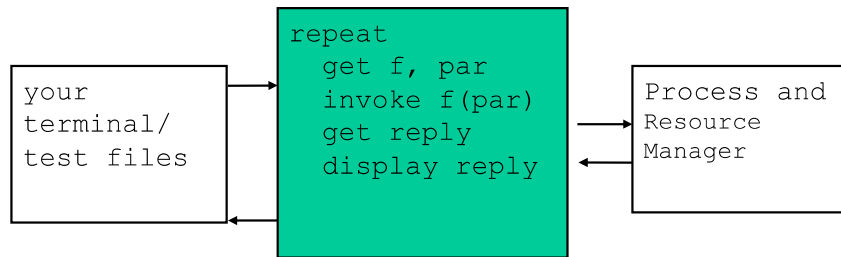 your
terminal/
test files
repeat
get f, par
invoke f(par)
get reply
display reply
Process and
Resource
Manager